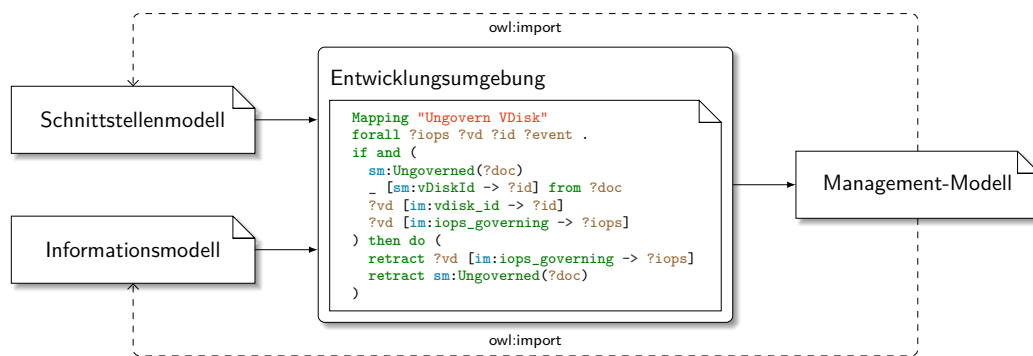 owl:import
Entwicklungsumgebung
Schnittstellenmodell
Informationsmodell
Mapping "Ungovern VDisk"
forall ?iops ?vd ?id ?event .
if and (
  sm:Ungoverned(?doc)
  _ [sm:vDiskId -> ?id] from ?doc
  ?vd [im:vdisk_id -> ?id]
  ?vd [im:iops_governing -> ?iops]
) then do (
  retract ?vd [im:iops_governing -> ?iops]
  retract sm:Ungoverned(?doc)
)
Management-Modell
owl:import